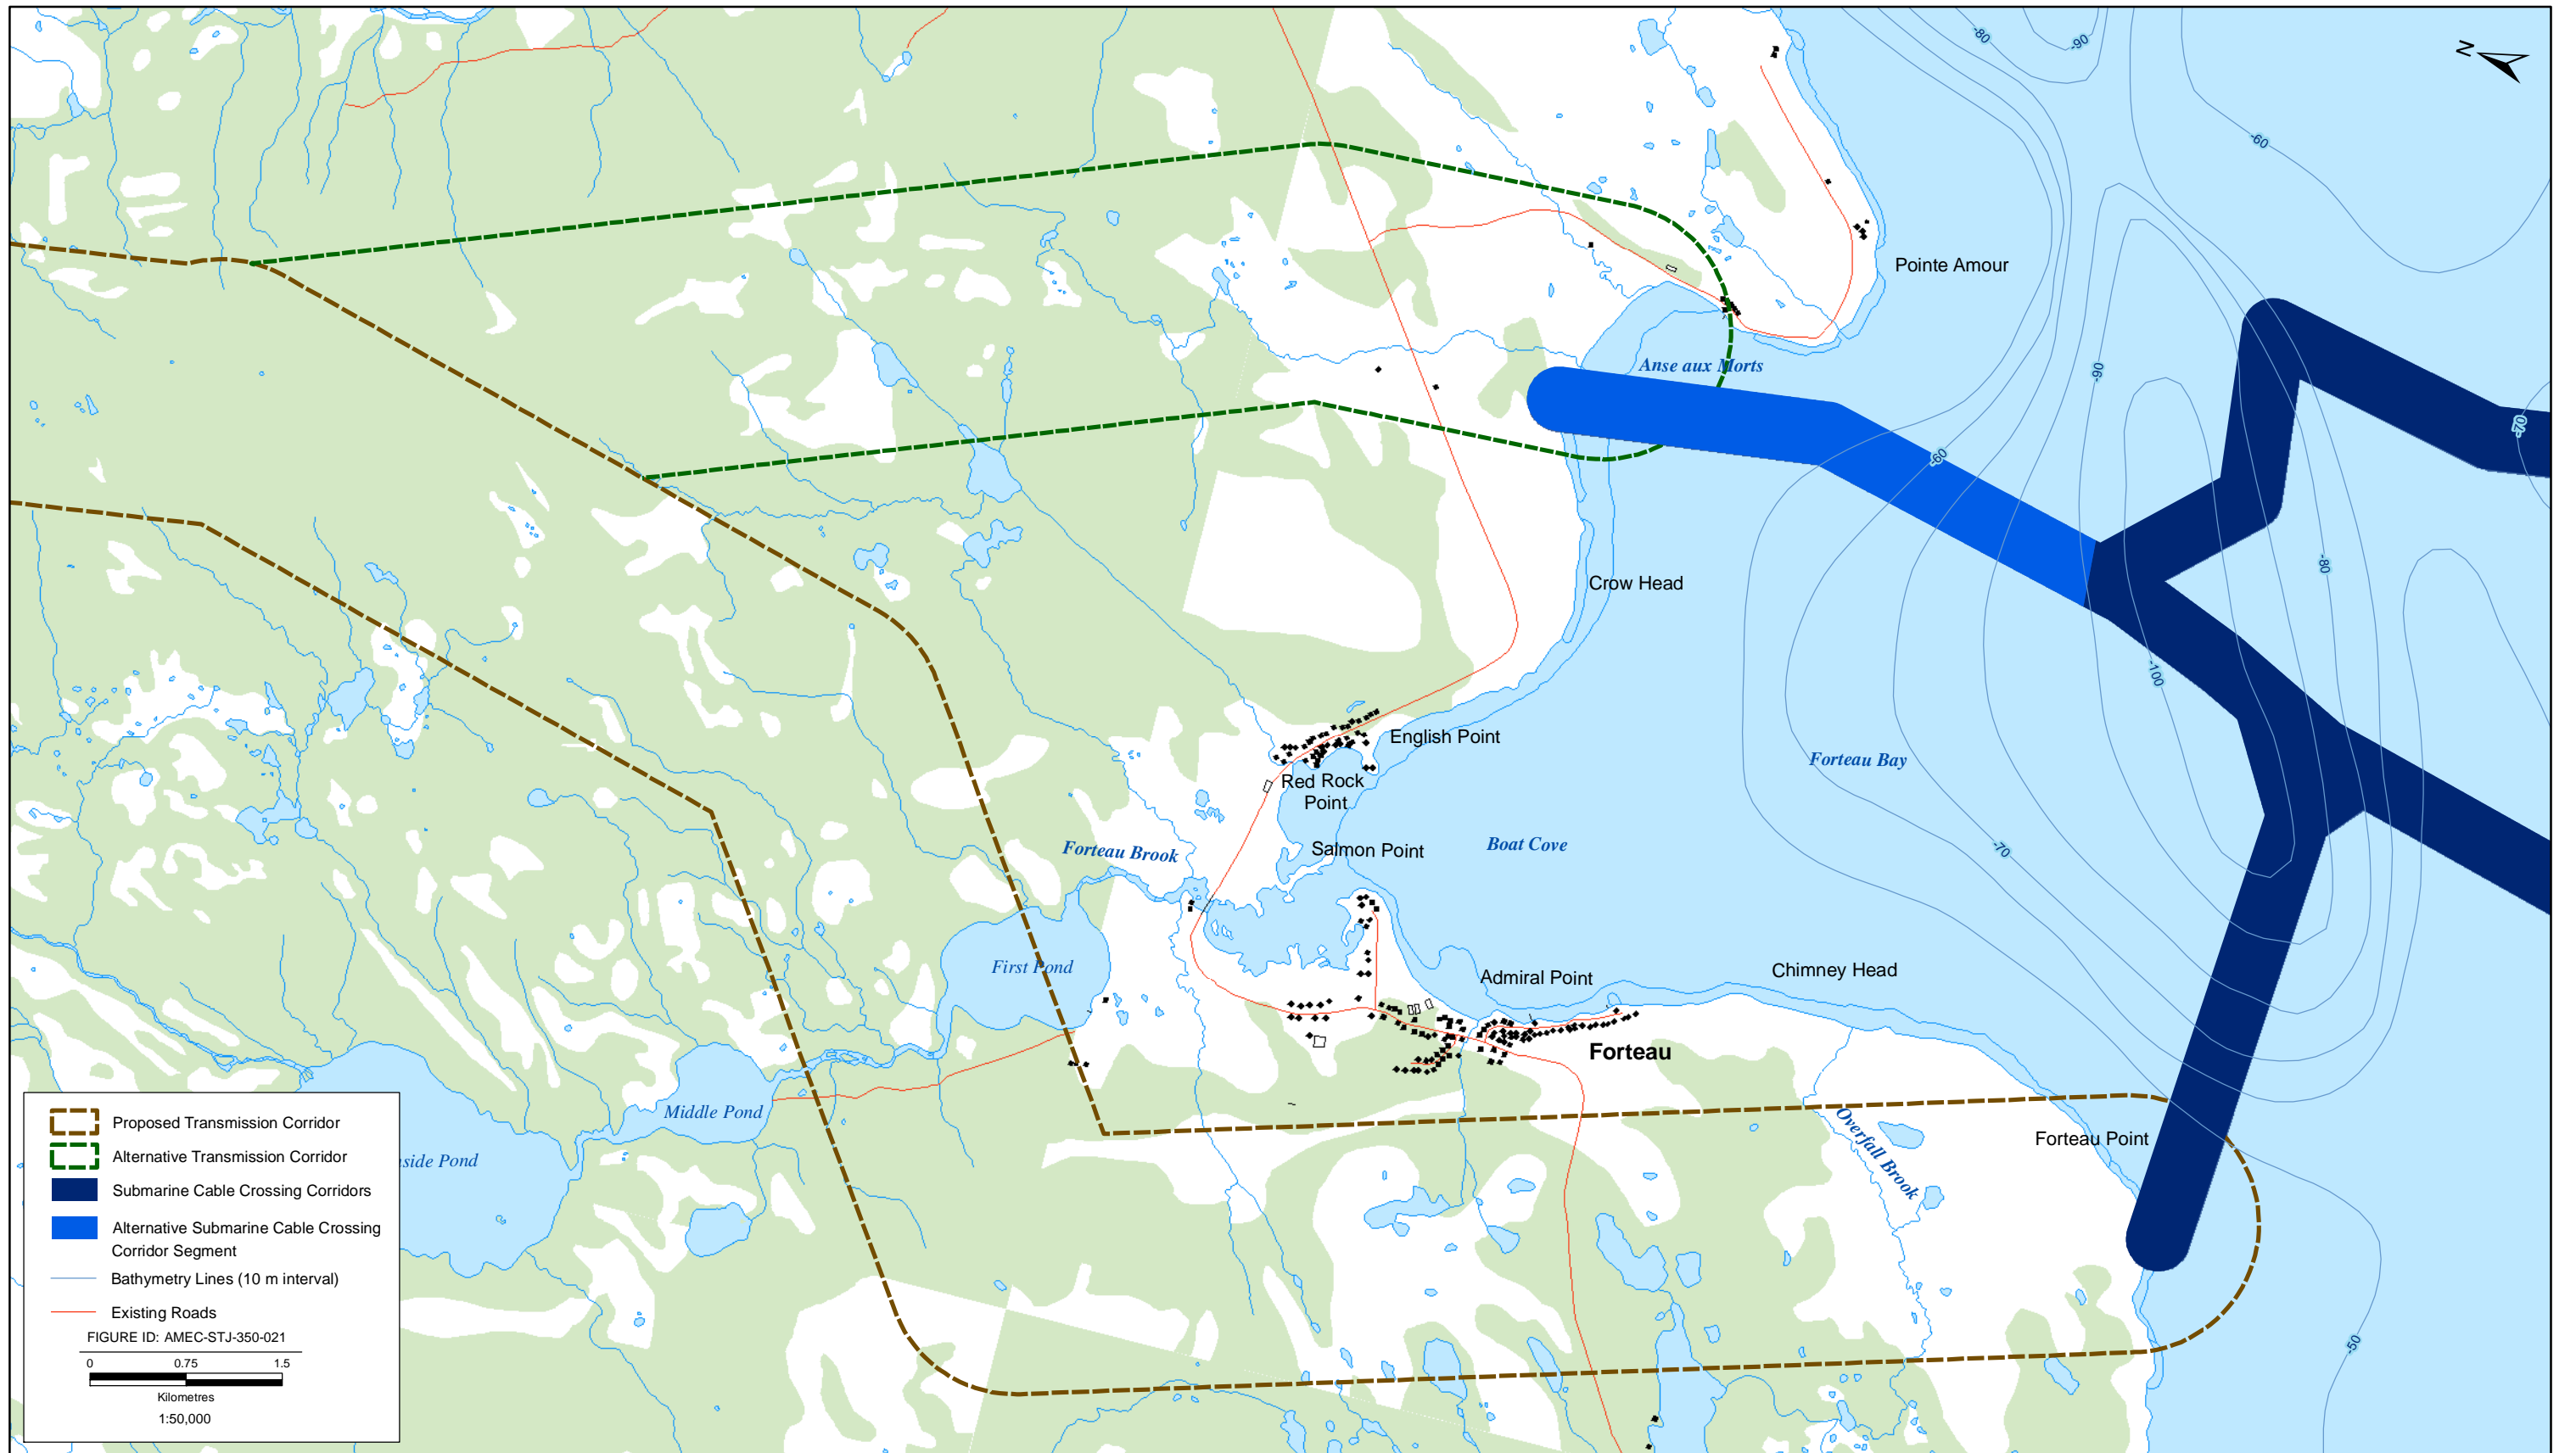 N
-80
-90
-60
Pointe Amour
Anse aux Morts
-90
-70
-60
-80
Crow Head
-100
English Point
Forteau Bay
Red Rock
Point
Boat Cove
Salmon Point
Forteau Brook
-70
First Pond
Admiral Point
Chimney Head
Forteau
Middle Pond
Overfall Brook
Forteau Point
side Pond
-50
Proposed Transmission Corridor
Alternative Transmission Corridor
Submarine Cable Crossing Corridors
Alternative Submarine Cable Crossing
Corridor Segment
Bathymetry Lines (10 m interval)
Existing Roads
FIGURE ID: AMEC-STJ-350-021
0 0.75 1.5
Kilometres
1:50,000